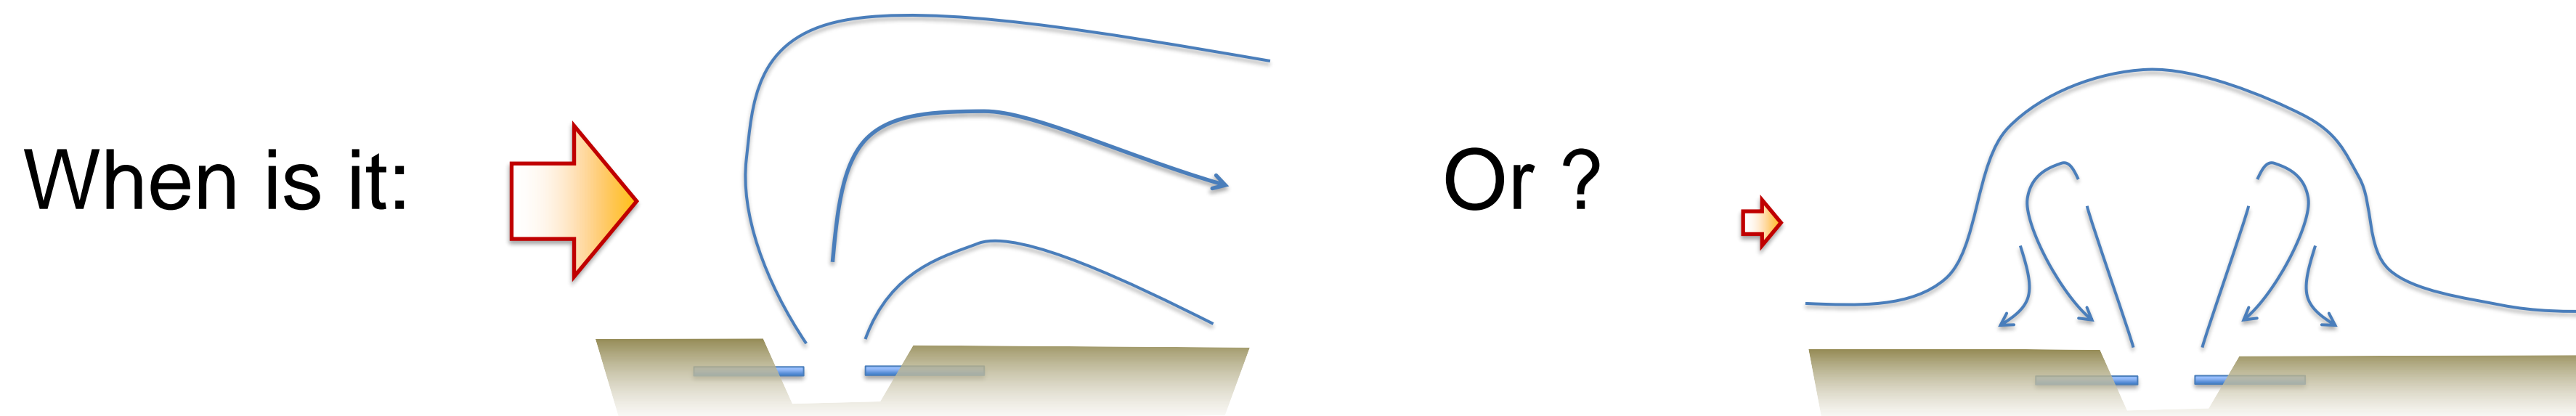 When is it:
Or ?